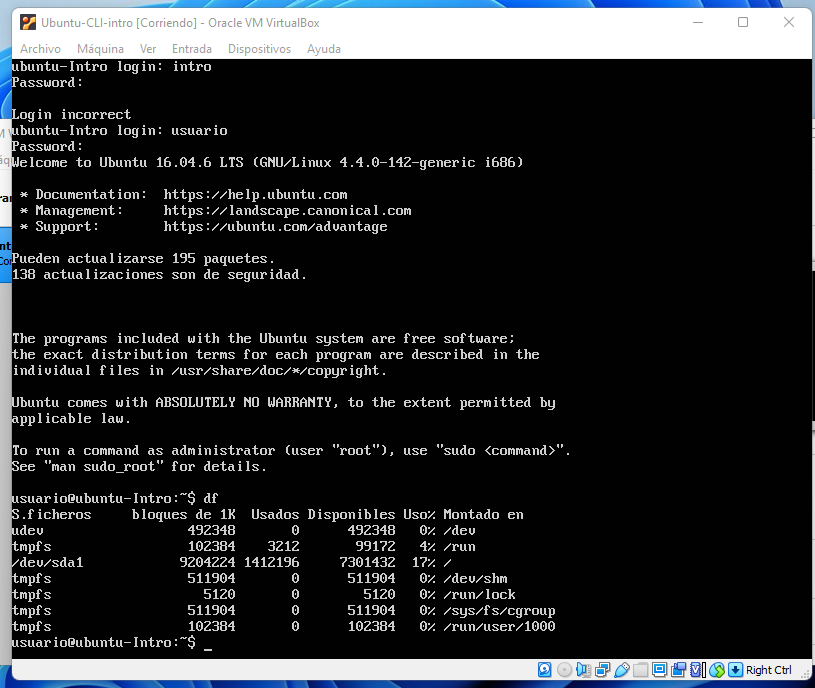 Ubuntu-CLI-intro [Corriendo] - Oracle VM VirtualBox
Archivo Máquina Ver Entrada Dispositivos Ayuda
ubuntu-Intro login: intro
Password:
Login incorrect
ubuntu-Intro login: usuario
Password:
Welcome to Ubuntu 16.04.6 LTS (GNU/Linux 4.4.0-142-generic i686)
* Documentation:  https://help.ubuntu.com
* Management:     https://landscape.canonical.com
* Support:        https://ubuntu.com/advantage
Pueden actualizarse 195 paquetes.
138 actualizaciones son de seguridad.
The programs included with the Ubuntu system are free software;
the exact distribution terms for each program are described in the
individual files in /usr/share/doc/*/copyright.
Ubuntu comes with ABSOLUTELY NO WARRANTY, to the extent permitted by
applicable law.
To run a command as administrator (user "root"), use "sudo <command>".
See "man sudo_root" for details.
usuario@ubuntu-Intro:~$ df
S.ficheros     bloques de 1K  Usados Disponibles Uso% Montado en
udev                  492348       0      492348   0% /dev
tmpfs                 102384    3212       99172   4% /run
/dev/sda1            9204224 1412196     7301432  17% /
tmpfs                 511904       0      511904   0% /dev/shm
tmpfs                   5120       0        5120   0% /run/lock
tmpfs                 511904       0      511904   0% /sys/fs/cgroup
tmpfs                 102384       0      102384   0% /run/user/1000
usuario@ubuntu-Intro:~$ _
Right Ctrl